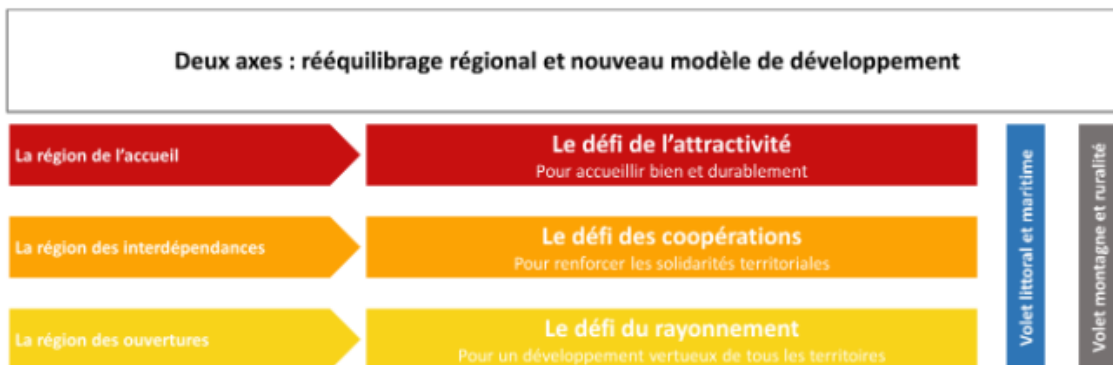 Deux axes : rééquilibrage régional et nouveau modèle de développement
La région de l’accueil
Le défi de l’attractivité
Pour accueillir bien et durablement
La région des interdépendances
Le défi des coopérations
Pour renforcer les solidarités territoriales
La région des ouvertures
Le défi du rayonnement
Pour un développement vertueux de tous les territoires
Volet littoral et maritime
Volet montagne et ruralité